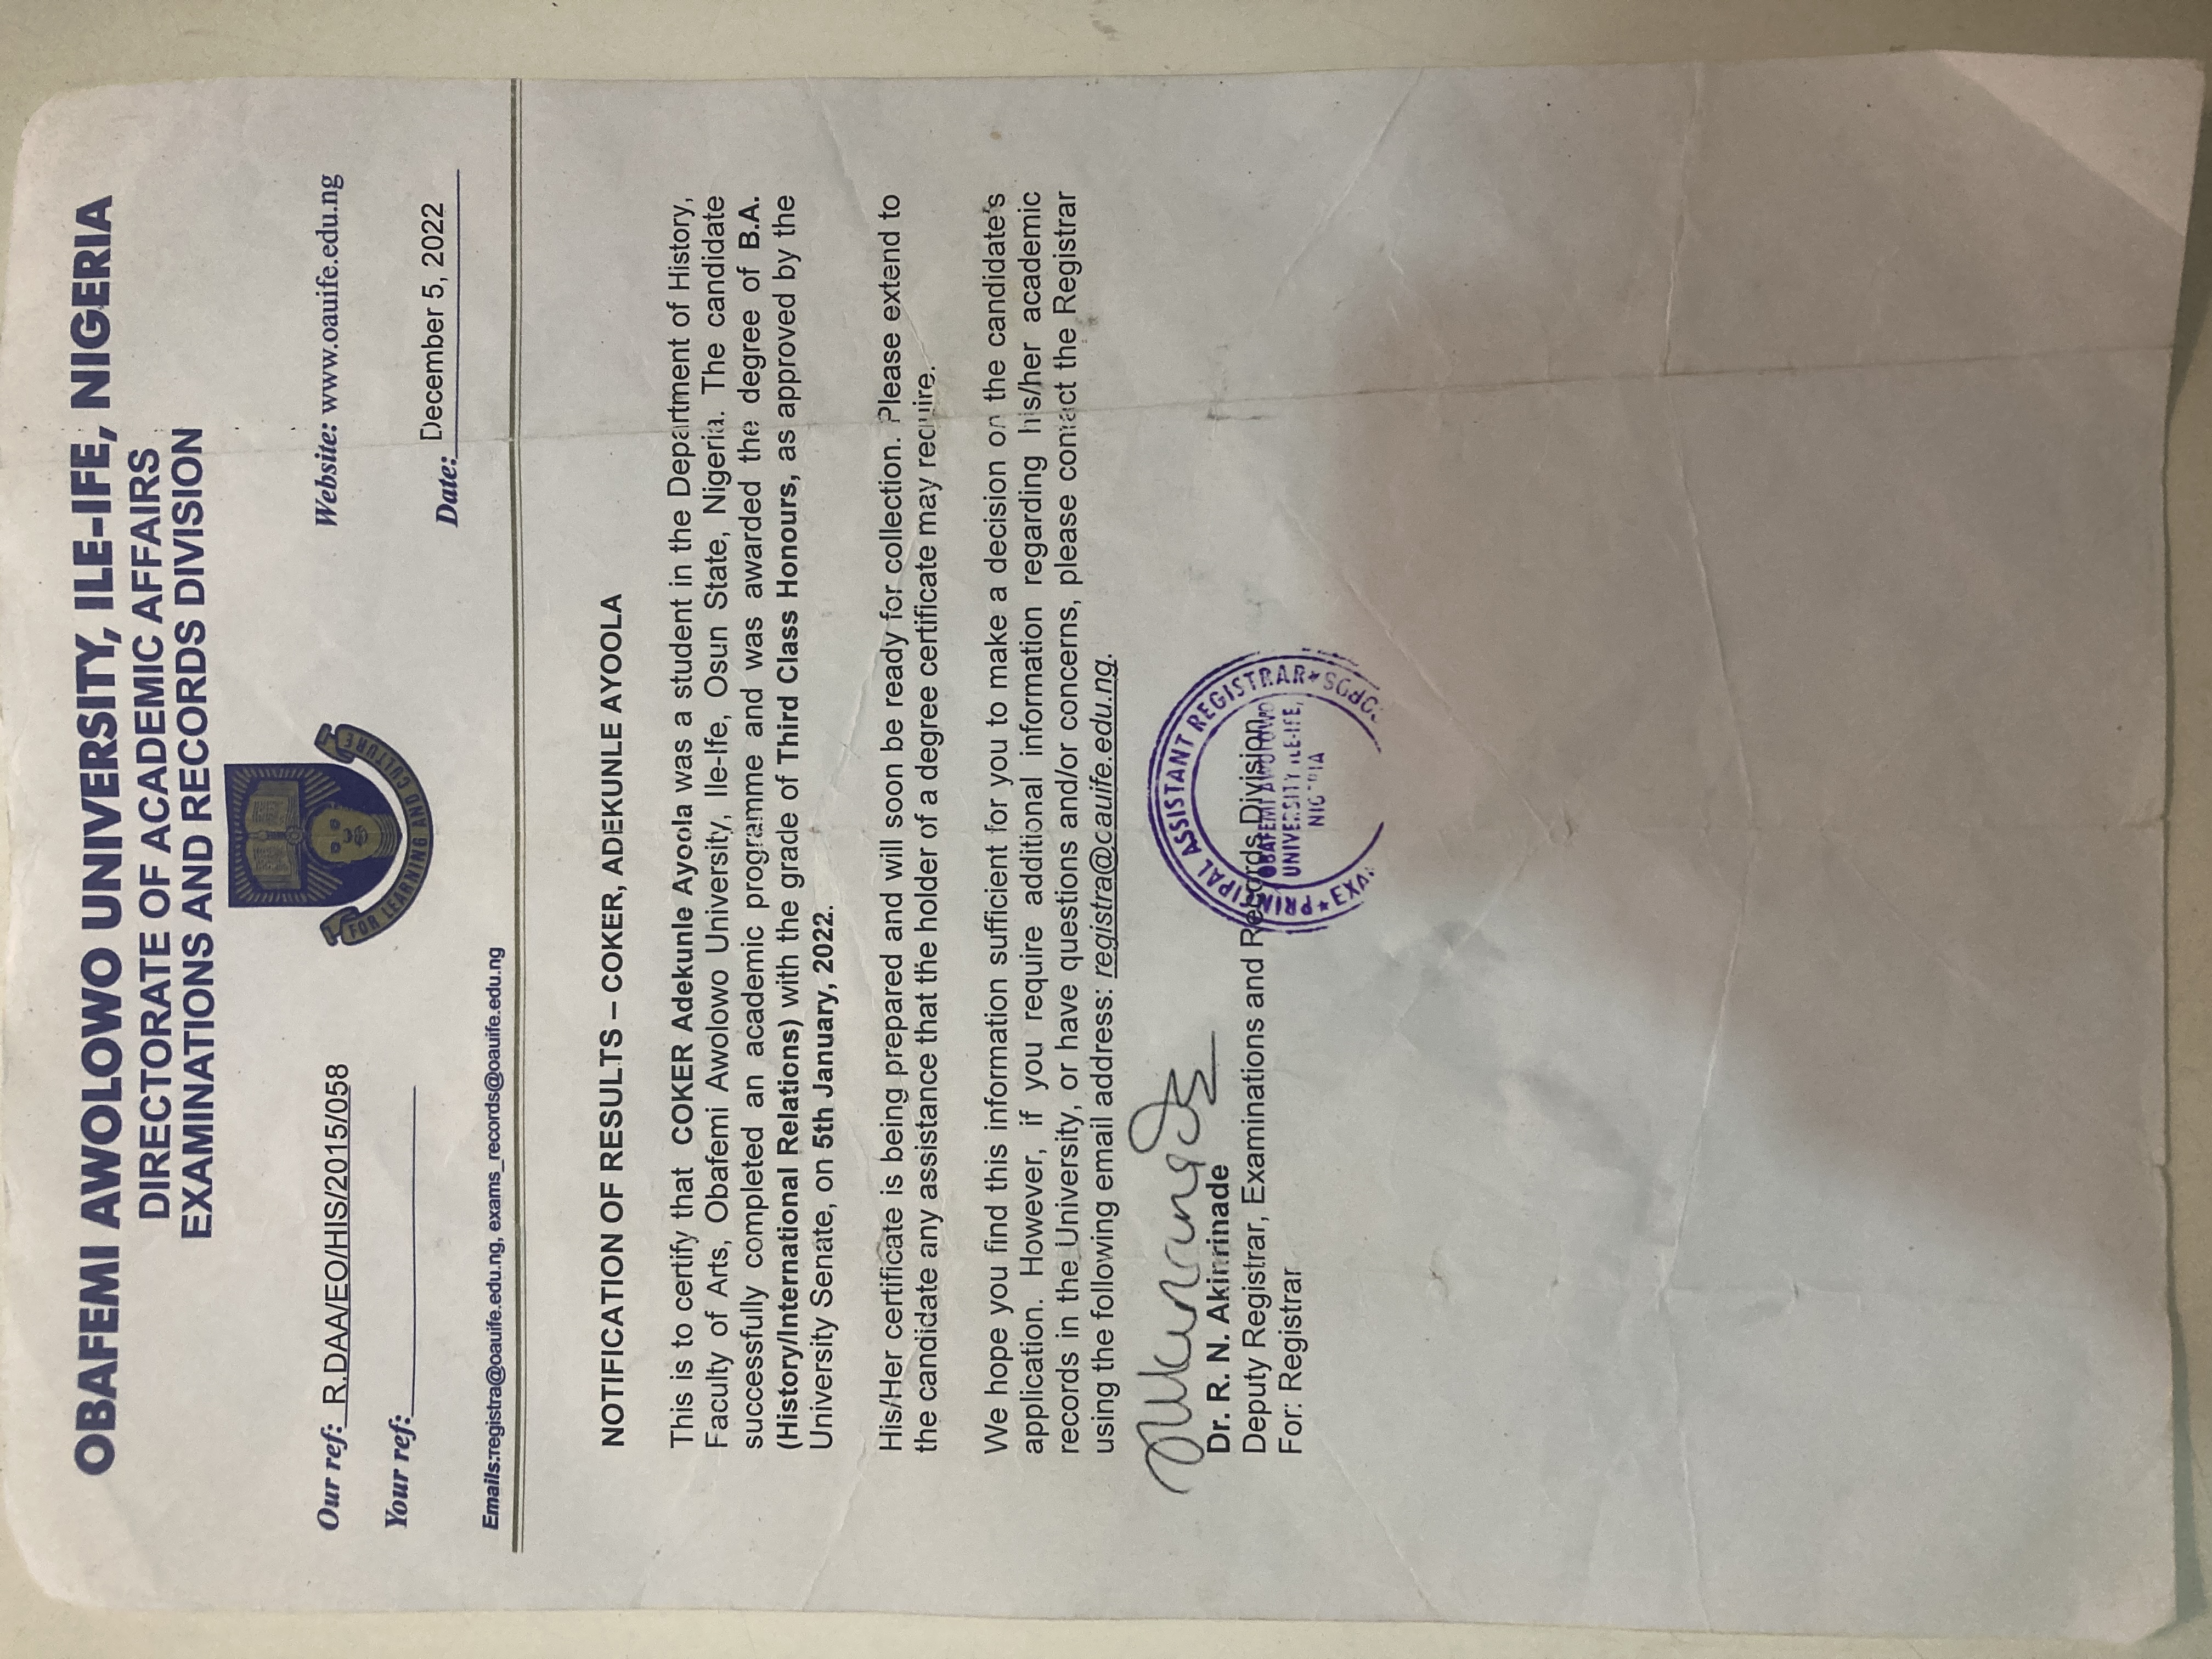 OBAFEMI AWOLOWO UNIVERSITY, ILE-IFE, NIGERIA
DIRECTORATE OF ACADEMIC AFFAIRS
EXAMINATIONS AND RECORDS DIVISION
FOR LEARNING AND CULTURE
Our ref: R.DAA/EO/HIS/2015/058
Website: www.oauife.edu.ng
Your ref:
Date: December 5, 2022
Emails:registra@oauife.edu.ng, exams_records@oauife.edu.ng
NOTIFICATION OF RESULTS – COKER, ADEKUNLE AYOOLA
This is to certify that COKER Adekunle Ayoola was a student in the Department of History,
Faculty of Arts, Obafemi Awolowo University, Ile-Ife, Osun State, Nigeria. The candidate
successfully completed an academic programme and was awarded the degree of B.A.
(History/International Relations) with the grade of Third Class Honours, as approved by the
University Senate, on 5th January, 2022.
His/Her certificate is being prepared and will soon be ready for collection. Please extend to
the candidate any assistance that the holder of a degree certificate may require.
We hope you find this information sufficient for you to make a decision on the candidate's
application. However, if you require additional information regarding his/her academic
records in the University, or have questions and/or concerns, please contact the Registrar
using the following email address: registra@oauife.edu.ng.
Dr. R. N. Akinrinade
Deputy Registrar, Examinations and Records Division
For: Registrar
PRINCIPAL ASSISTANT REGISTRAR
OBAFEMI AWOLOWO
UNIVERSITY ILE-IFE,
NIGERIA